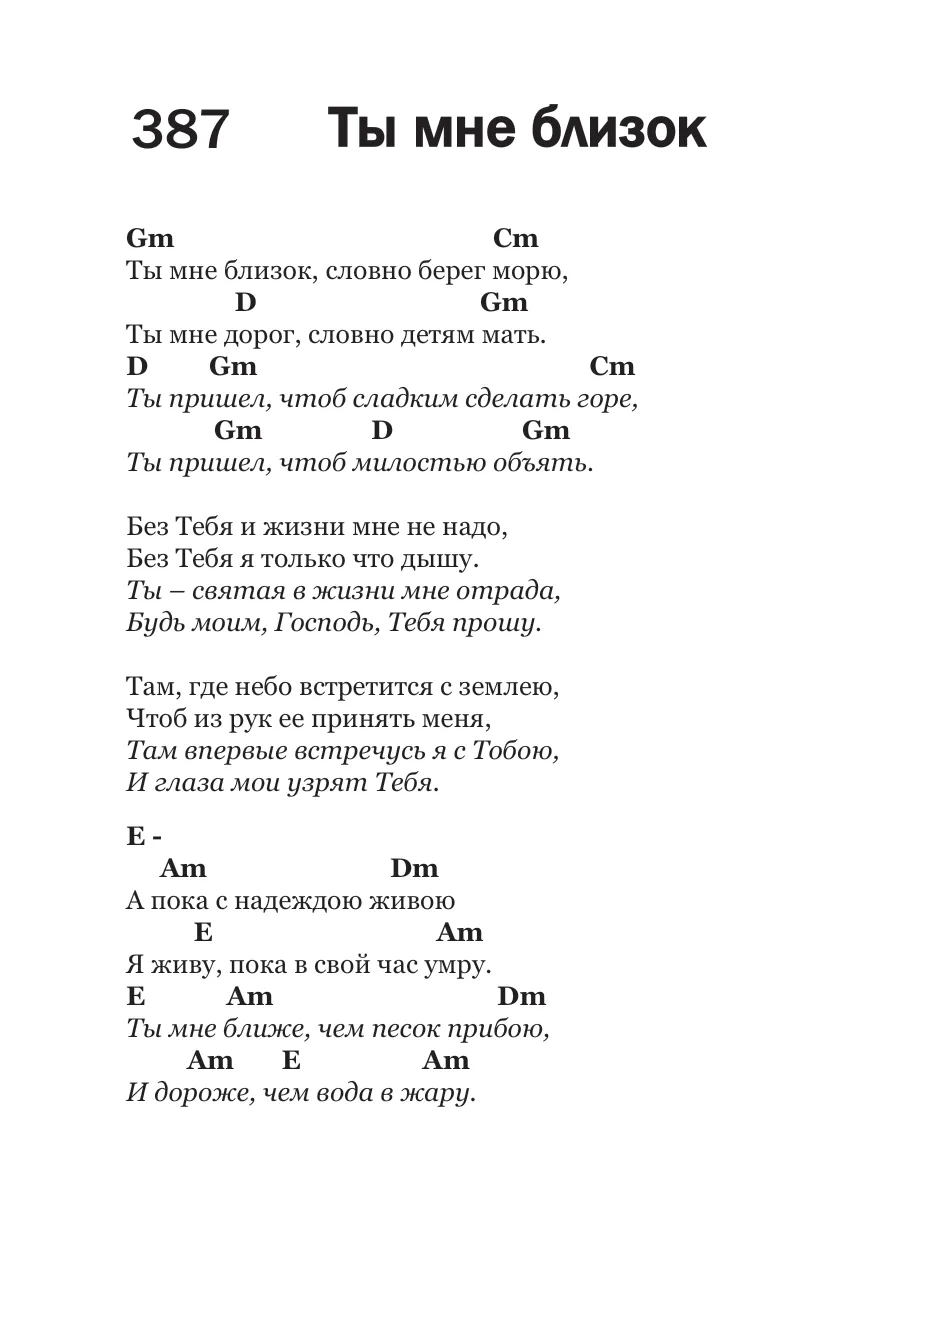 387 Ты мне близок
Gm Cm
Ты мне близок, словно берег морю,
D Gm
Ты мне дорог, словно детям мать.
D Gm Cm
Ты пришел, чтоб сладким сделать горе,
Gm D Gm
Ты пришел, чтоб милостью объять.
Без Тебя и жизни мне не надо,
Без Тебя я только что дышу.
Ты – святая в жизни мне отрада,
Будь моим, Господь, Тебя прошу.
Там, где небо встретится с землею,
Чтоб из рук ее принять меня,
Там впервые встречусь я с Тобою,
И глаза мои узрят Тебя.
E -
Am Dm
А пока с надеждою живою
E Am
Я живу, пока в свой час умру.
E Am Dm
Ты мне ближе, чем песок прибою,
Am E Am
И дороже, чем вода в жару.